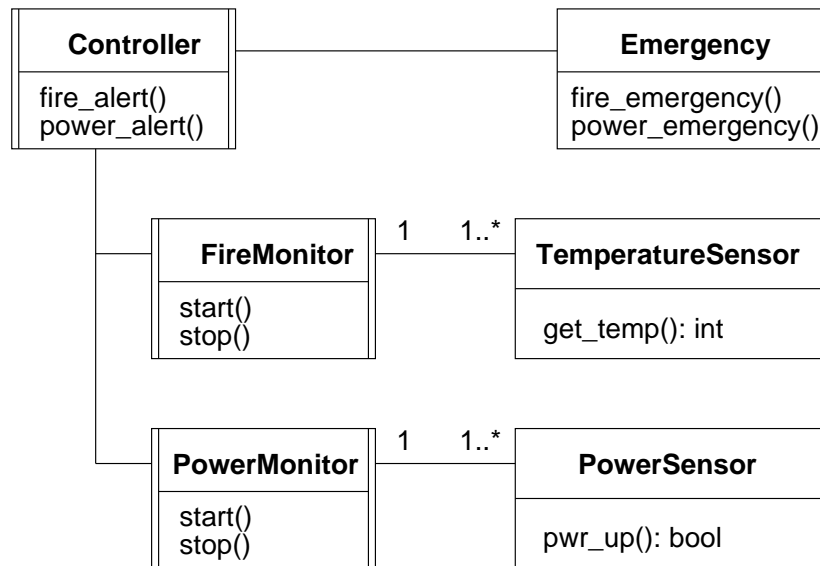 Controller
fire_alert()
power_alert()
Emergency
fire_emergency()
power_emergency()
FireMonitor
start()
stop()
1
1..*
TemperatureSensor
get_temp(): int
PowerMonitor
start()
stop()
1
1..*
PowerSensor
pwr_up(): bool